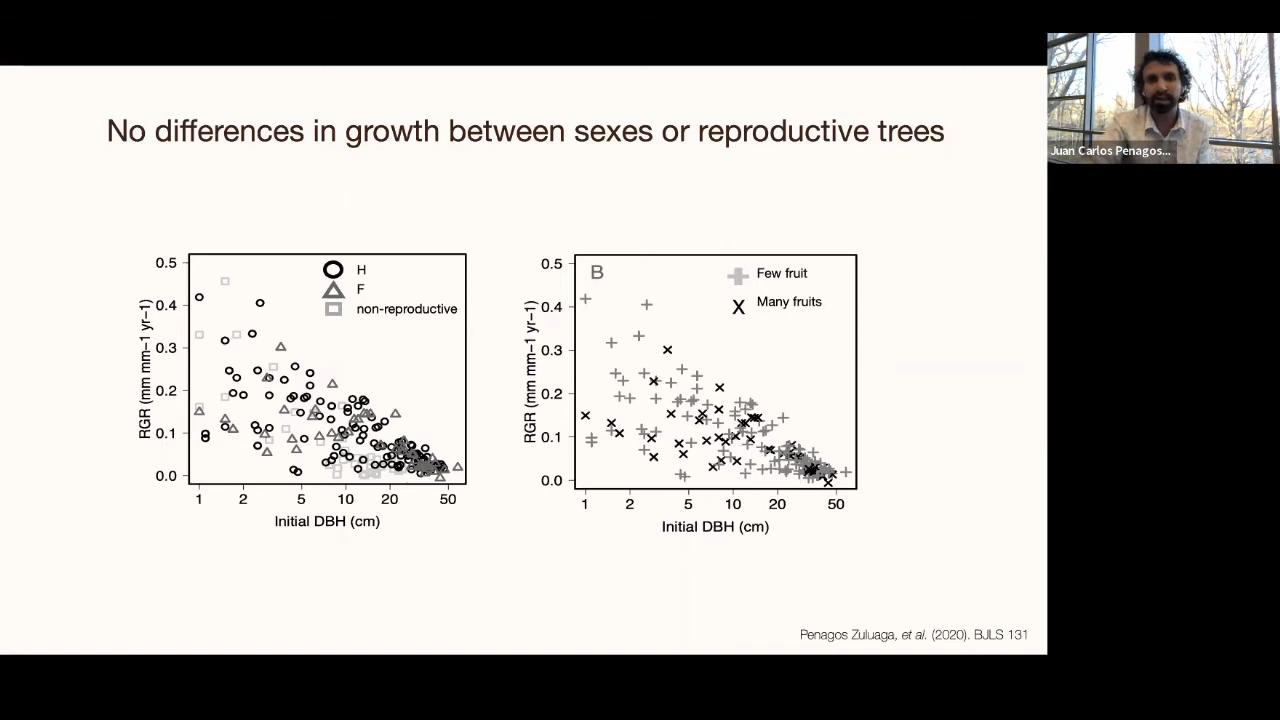 Juan Carlos Penagos...
No differences in growth between sexes or reproductive trees
RGR (mm mm−1 yr−1)
0.5
0.4
0.3
0.2
0.1
0.0
H
F
non-reproductive
1 2 5 10 20 50
Initial DBH (cm)
RGR (mm mm−1 yr−1)
0.5
0.4
0.3
0.2
0.1
0.0
B
Few fruit
Many fruits
1 2 5 10 20 50
Initial DBH (cm)
Penagos Zuluaga, et al. (2020). BJLS 131